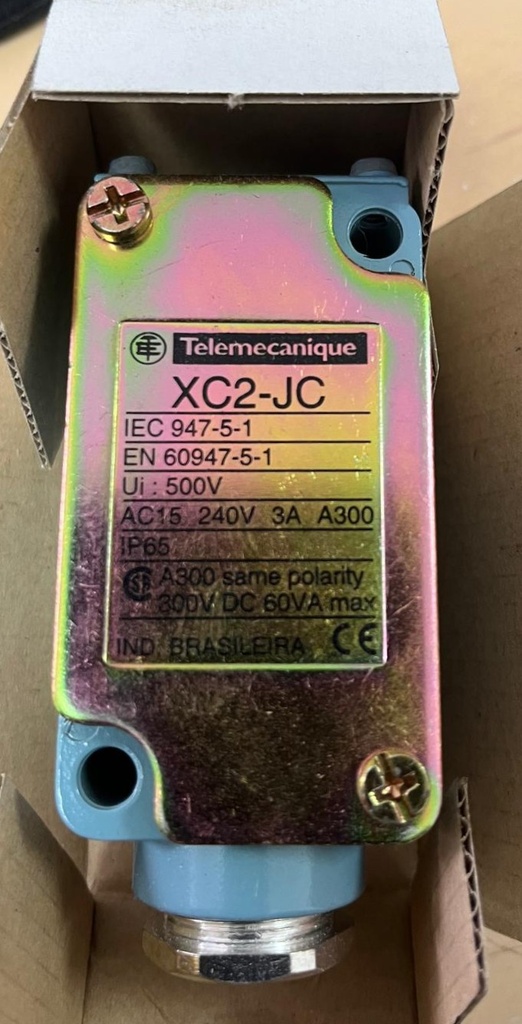 Telemecanique
XC2-JC
IEC 947-5-1
EN 60947-5-1
Ui : 500V
AC15 240V 3A A300
IP65
A300 same polarity
300V DC 60VA max
IND. BRASILEIRA CE